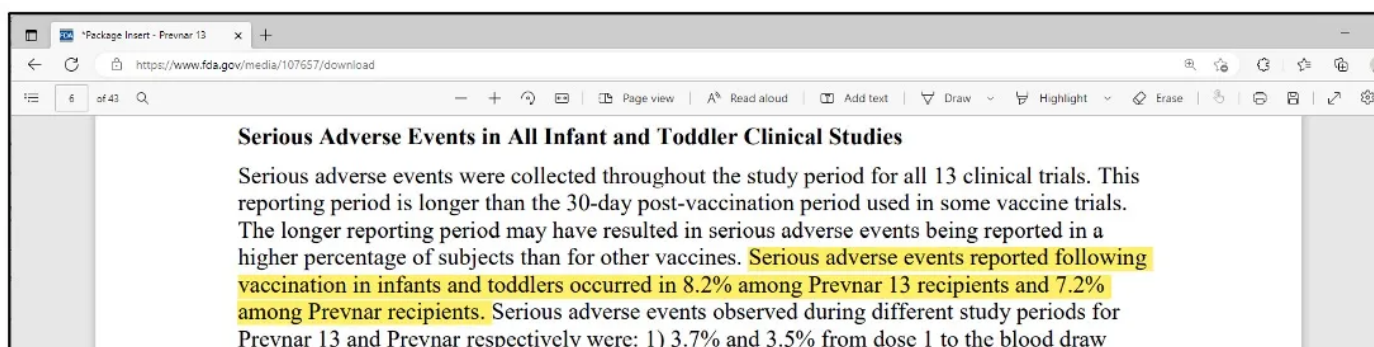 *Package Insert - Prevnar 13
https://www.fda.gov/media/107657/download
6 of 43 Page view Read aloud Add text Draw Highlight Erase
Serious Adverse Events in All Infant and Toddler Clinical Studies
Serious adverse events were collected throughout the study period for all 13 clinical trials. This
reporting period is longer than the 30-day post-vaccination period used in some vaccine trials.
The longer reporting period may have resulted in serious adverse events being reported in a
higher percentage of subjects than for other vaccines. Serious adverse events reported following
vaccination in infants and toddlers occurred in 8.2% among Prevnar 13 recipients and 7.2%
among Prevnar recipients. Serious adverse events observed during different study periods for
Prevnar 13 and Prevnar respectively were: 1) 3.7% and 3.5% from dose 1 to the blood draw